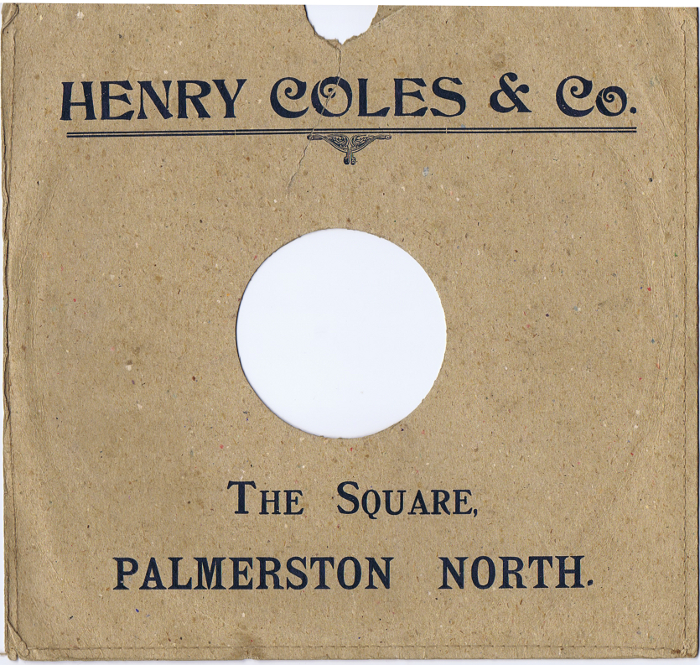 HENRY COLES & Co.
THE SQUARE,
PALMERSTON NORTH.